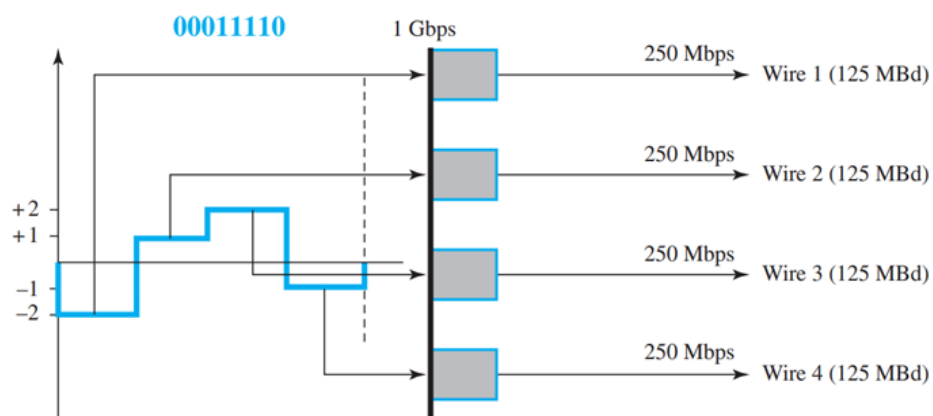 00011110
1 Gbps
250 Mbps
Wire 1 (125 MBd)
250 Mbps
Wire 2 (125 MBd)
+2
+1
250 Mbps
Wire 3 (125 MBd)
–1
–2
250 Mbps
Wire 4 (125 MBd)